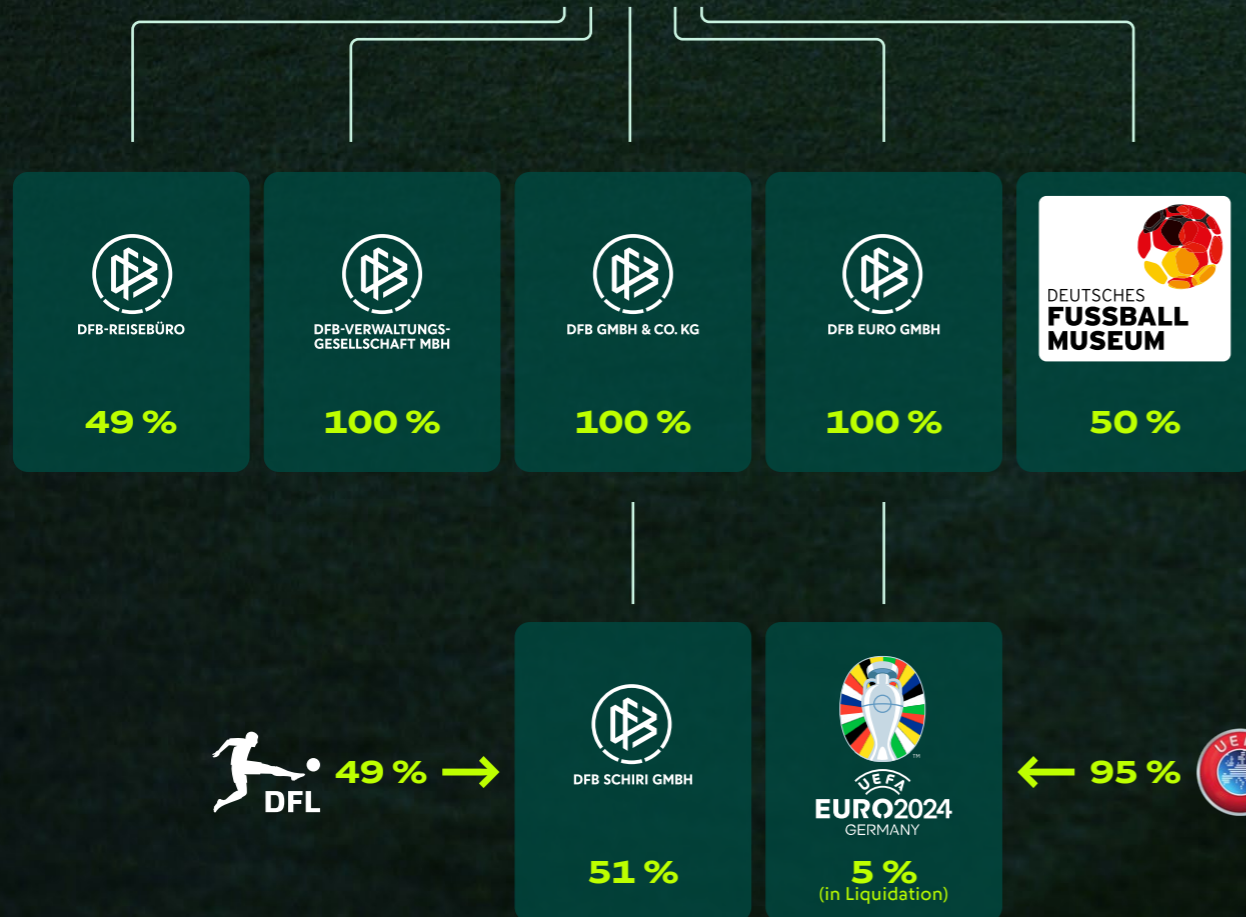 DFB-REISEBÜRO
49 %
DFB-VERWALTUNGS-
GESELLSCHAFT MBH
100 %
DFB GMBH & CO. KG
100 %
DFB EURO GMBH
100 %
DEUTSCHES
FUSSBALL
MUSEUM
50 %
DFL
49 %
DFB SCHIRI GMBH
51 %
UEFA
EURO2024
GERMANY
5 %
(in Liquidation)
95 %